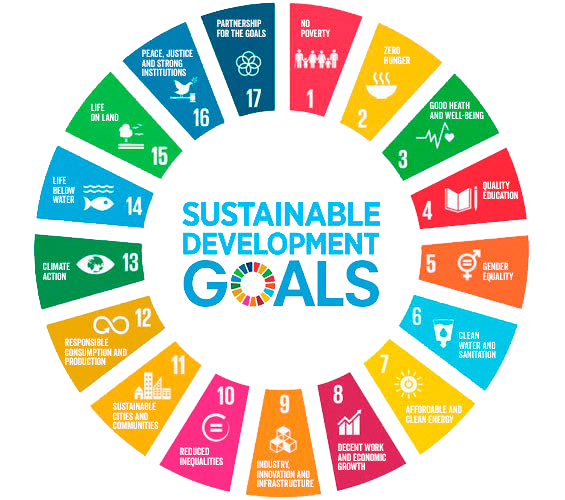 NO
POVERTY
1
ZERO
HUNGER
2
GOOD HEATH
AND WELL-BEING
3
QUALITY
EDUCATION
4
GENDER
EQUALITY
5
CLEAN
WATER AND
SANITATION
6
AFFORDABLE AND
CLEAN ENERGY
7
DECENT WORK
AND ECONOMIC
GROWTH
8
INDUSTRY,
INNOVATION AND
INFRASTRUCTURE
9
REDUCED
INEQUALITIES
10
SUSTAINABLE
CITIES AND
COMMUNITIES
11
RESPONSIBLE
CONSUMPTION AND
PRODUCTION
12
CLIMATE
ACTION
13
LIFE
BELOW
WATER
14
LIFE
ON LAND
15
PEACE, JUSTICE
AND STRONG
INSTITUTIONS
16
PARTNERSHIP
FOR THE GOALS
17
SUSTAINABLE
DEVELOPMENT
GOALS